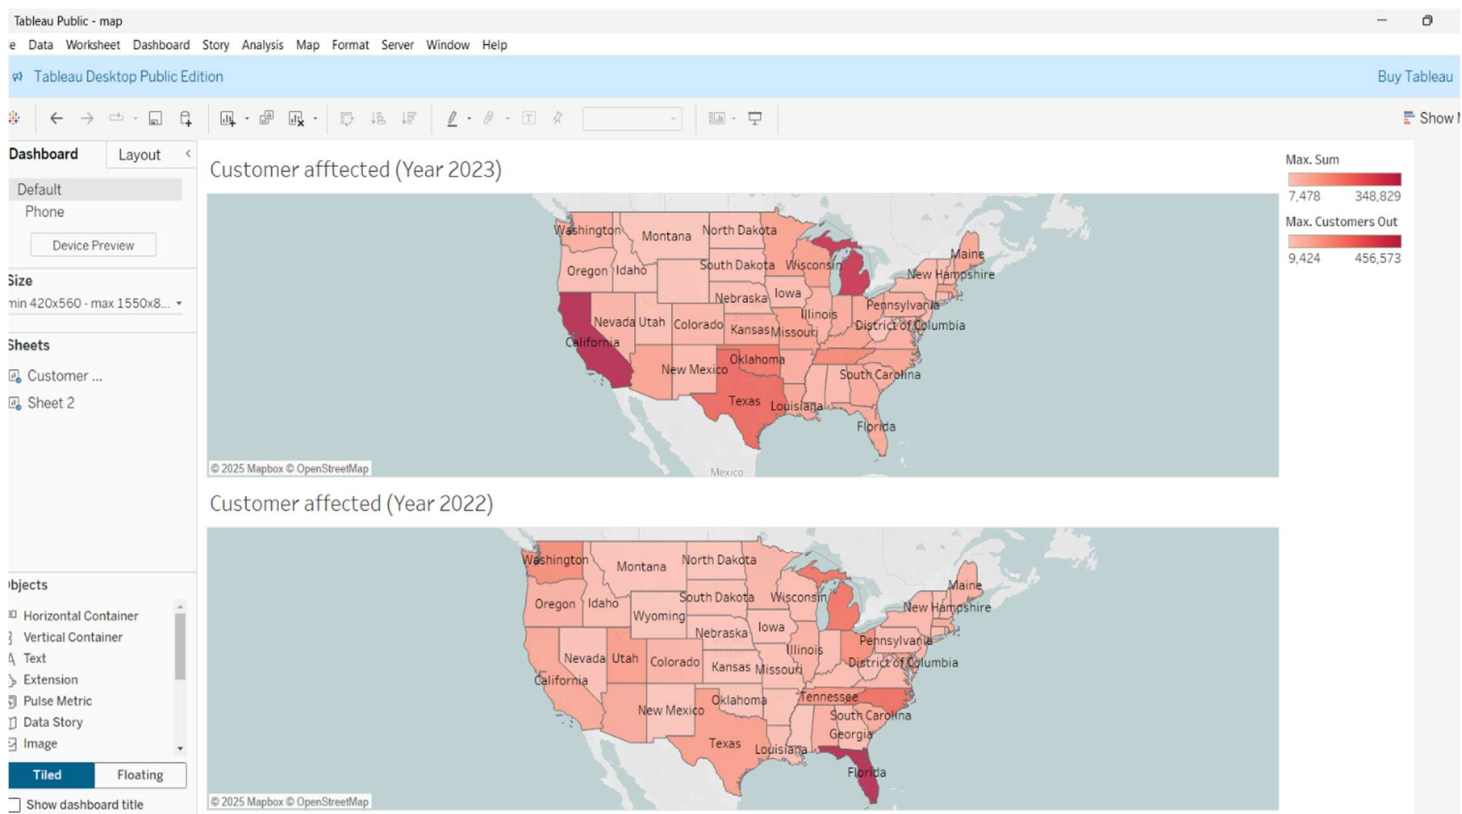 Tableau Public - map
e Data Worksheet Dashboard Story Analysis Map Format Server Window Help
Tableau Desktop Public Edition
Buy Tableau
Show M
Dashboard Layout
Default
Phone
Device Preview
Size
min 420x560 - max 1550x8...
Sheets
Customer ...
Sheet 2
Objects
Horizontal Container
Vertical Container
Text
Extension
Pulse Metric
Data Story
Image
Tiled Floating
Show dashboard title
Customer afftected (Year 2023)
Washington
Montana
North Dakota
Maine
Oregon
Idaho
South Dakota
Wisconsin
New Hampshire
Nebraska
Iowa
Pennsylvania
Nevada
Utah
Colorado
Kansas
Missouri
Illinois
District of Columbia
California
Oklahoma
New Mexico
South Carolina
Texas
Louisiana
Florida
Mexico
© 2025 Mapbox © OpenStreetMap
Customer affected (Year 2022)
Washington
Montana
North Dakota
Maine
Oregon
Idaho
South Dakota
Wisconsin
New Hampshire
Wyoming
Nebraska
Iowa
Pennsylvania
Nevada
Utah
Colorado
Kansas
Missouri
Illinois
District of Columbia
California
Oklahoma
Tennessee
New Mexico
South Carolina
Georgia
Texas
Louisiana
Florida
© 2025 Mapbox © OpenStreetMap
Max. Sum
7,478 348,829
Max. Customers Out
9,424 456,573